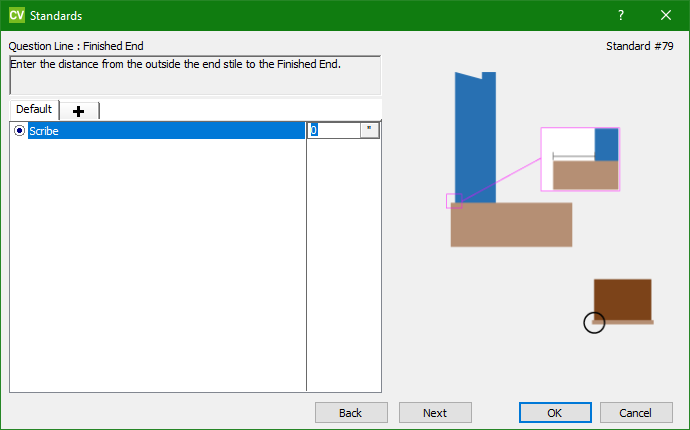 CV Standards
?
Question Line : Finished End
Standard #79
Enter the distance from the outside the end stile to the Finished End.
Default
Scribe 0 "
Back Next OK Cancel